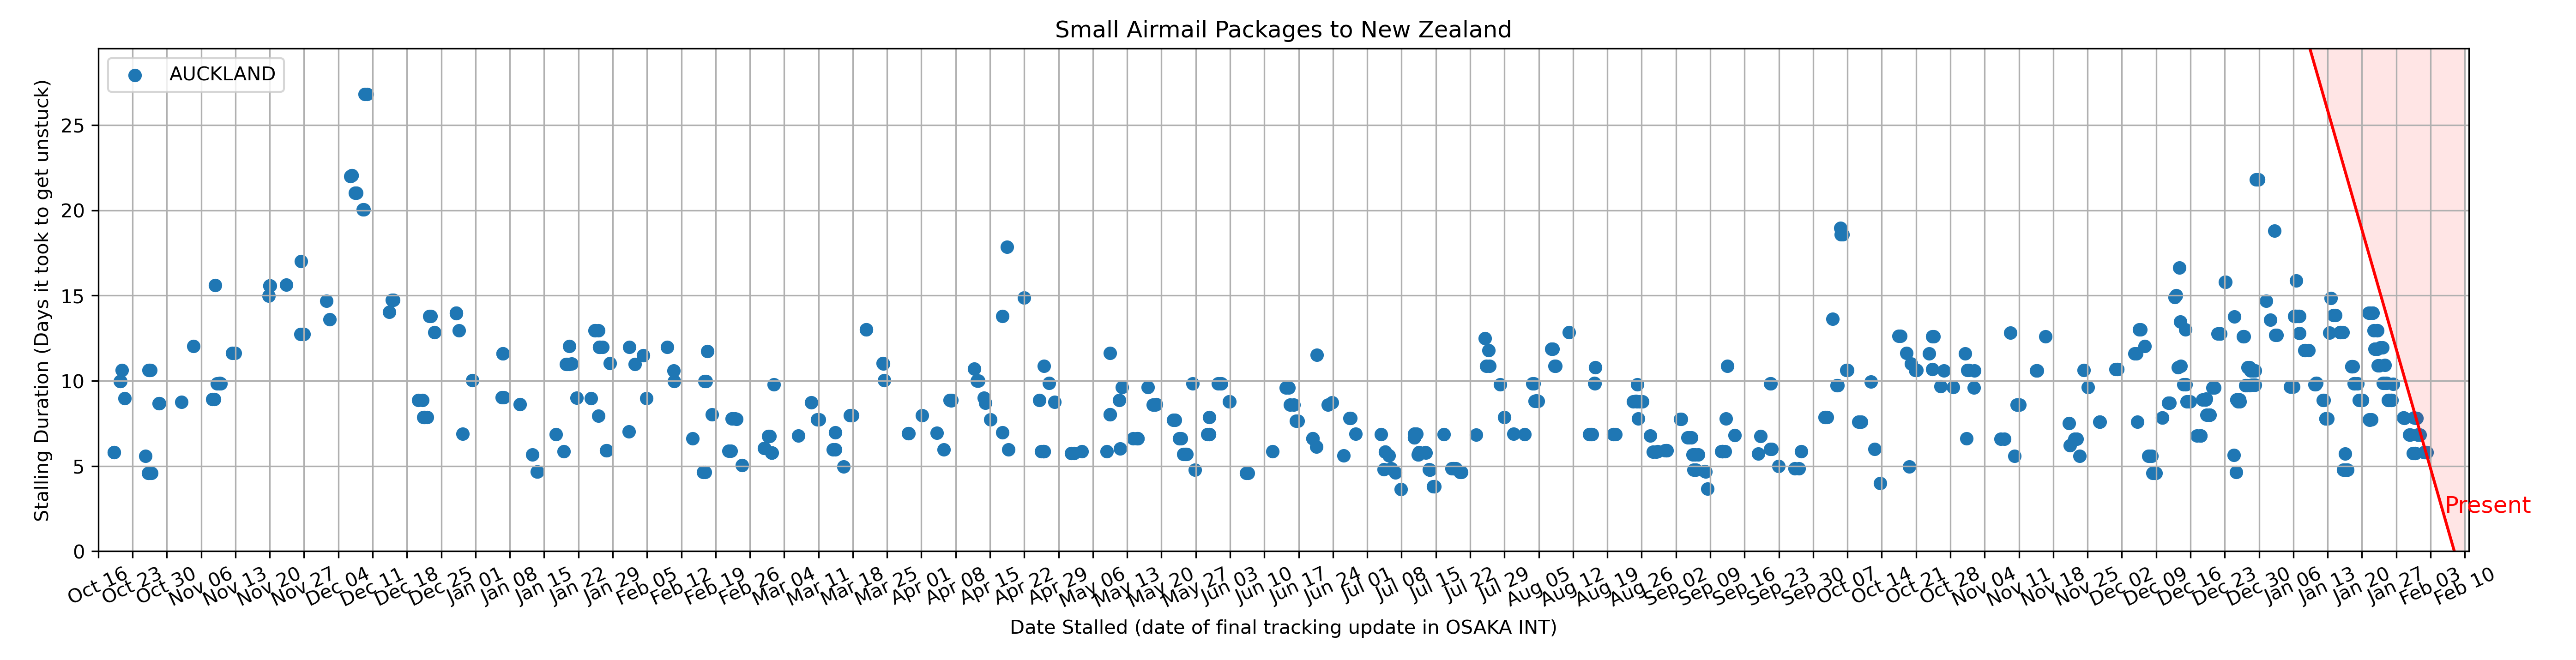 Small Airmail Packages to New Zealand
AUCKLAND
Stalling Duration (Days it took to get unstuck)
25
20
15
10
5
0
Present
Oct 16
Oct 23
Oct 30
Nov 06
Nov 13
Nov 20
Nov 27
Dec 04
Dec 11
Dec 18
Dec 25
Jan 01
Jan 08
Jan 15
Jan 22
Jan 29
Feb 05
Feb 12
Feb 19
Feb 26
Mar 04
Mar 11
Mar 18
Mar 25
Apr 01
Apr 08
Apr 15
Apr 22
Apr 29
May 06
May 13
May 20
May 27
Jun 03
Jun 10
Jun 17
Jun 24
Jul 01
Jul 08
Jul 15
Jul 22
Jul 29
Aug 05
Aug 12
Aug 19
Aug 26
Sep 02
Sep 09
Sep 16
Sep 23
Sep 30
Oct 07
Oct 14
Oct 21
Oct 28
Nov 04
Nov 11
Nov 18
Nov 25
Dec 02
Dec 09
Dec 16
Dec 23
Dec 30
Jan 06
Jan 13
Jan 20
Jan 27
Feb 03
Feb 10
Date Stalled (date of final tracking update in OSAKA INT)